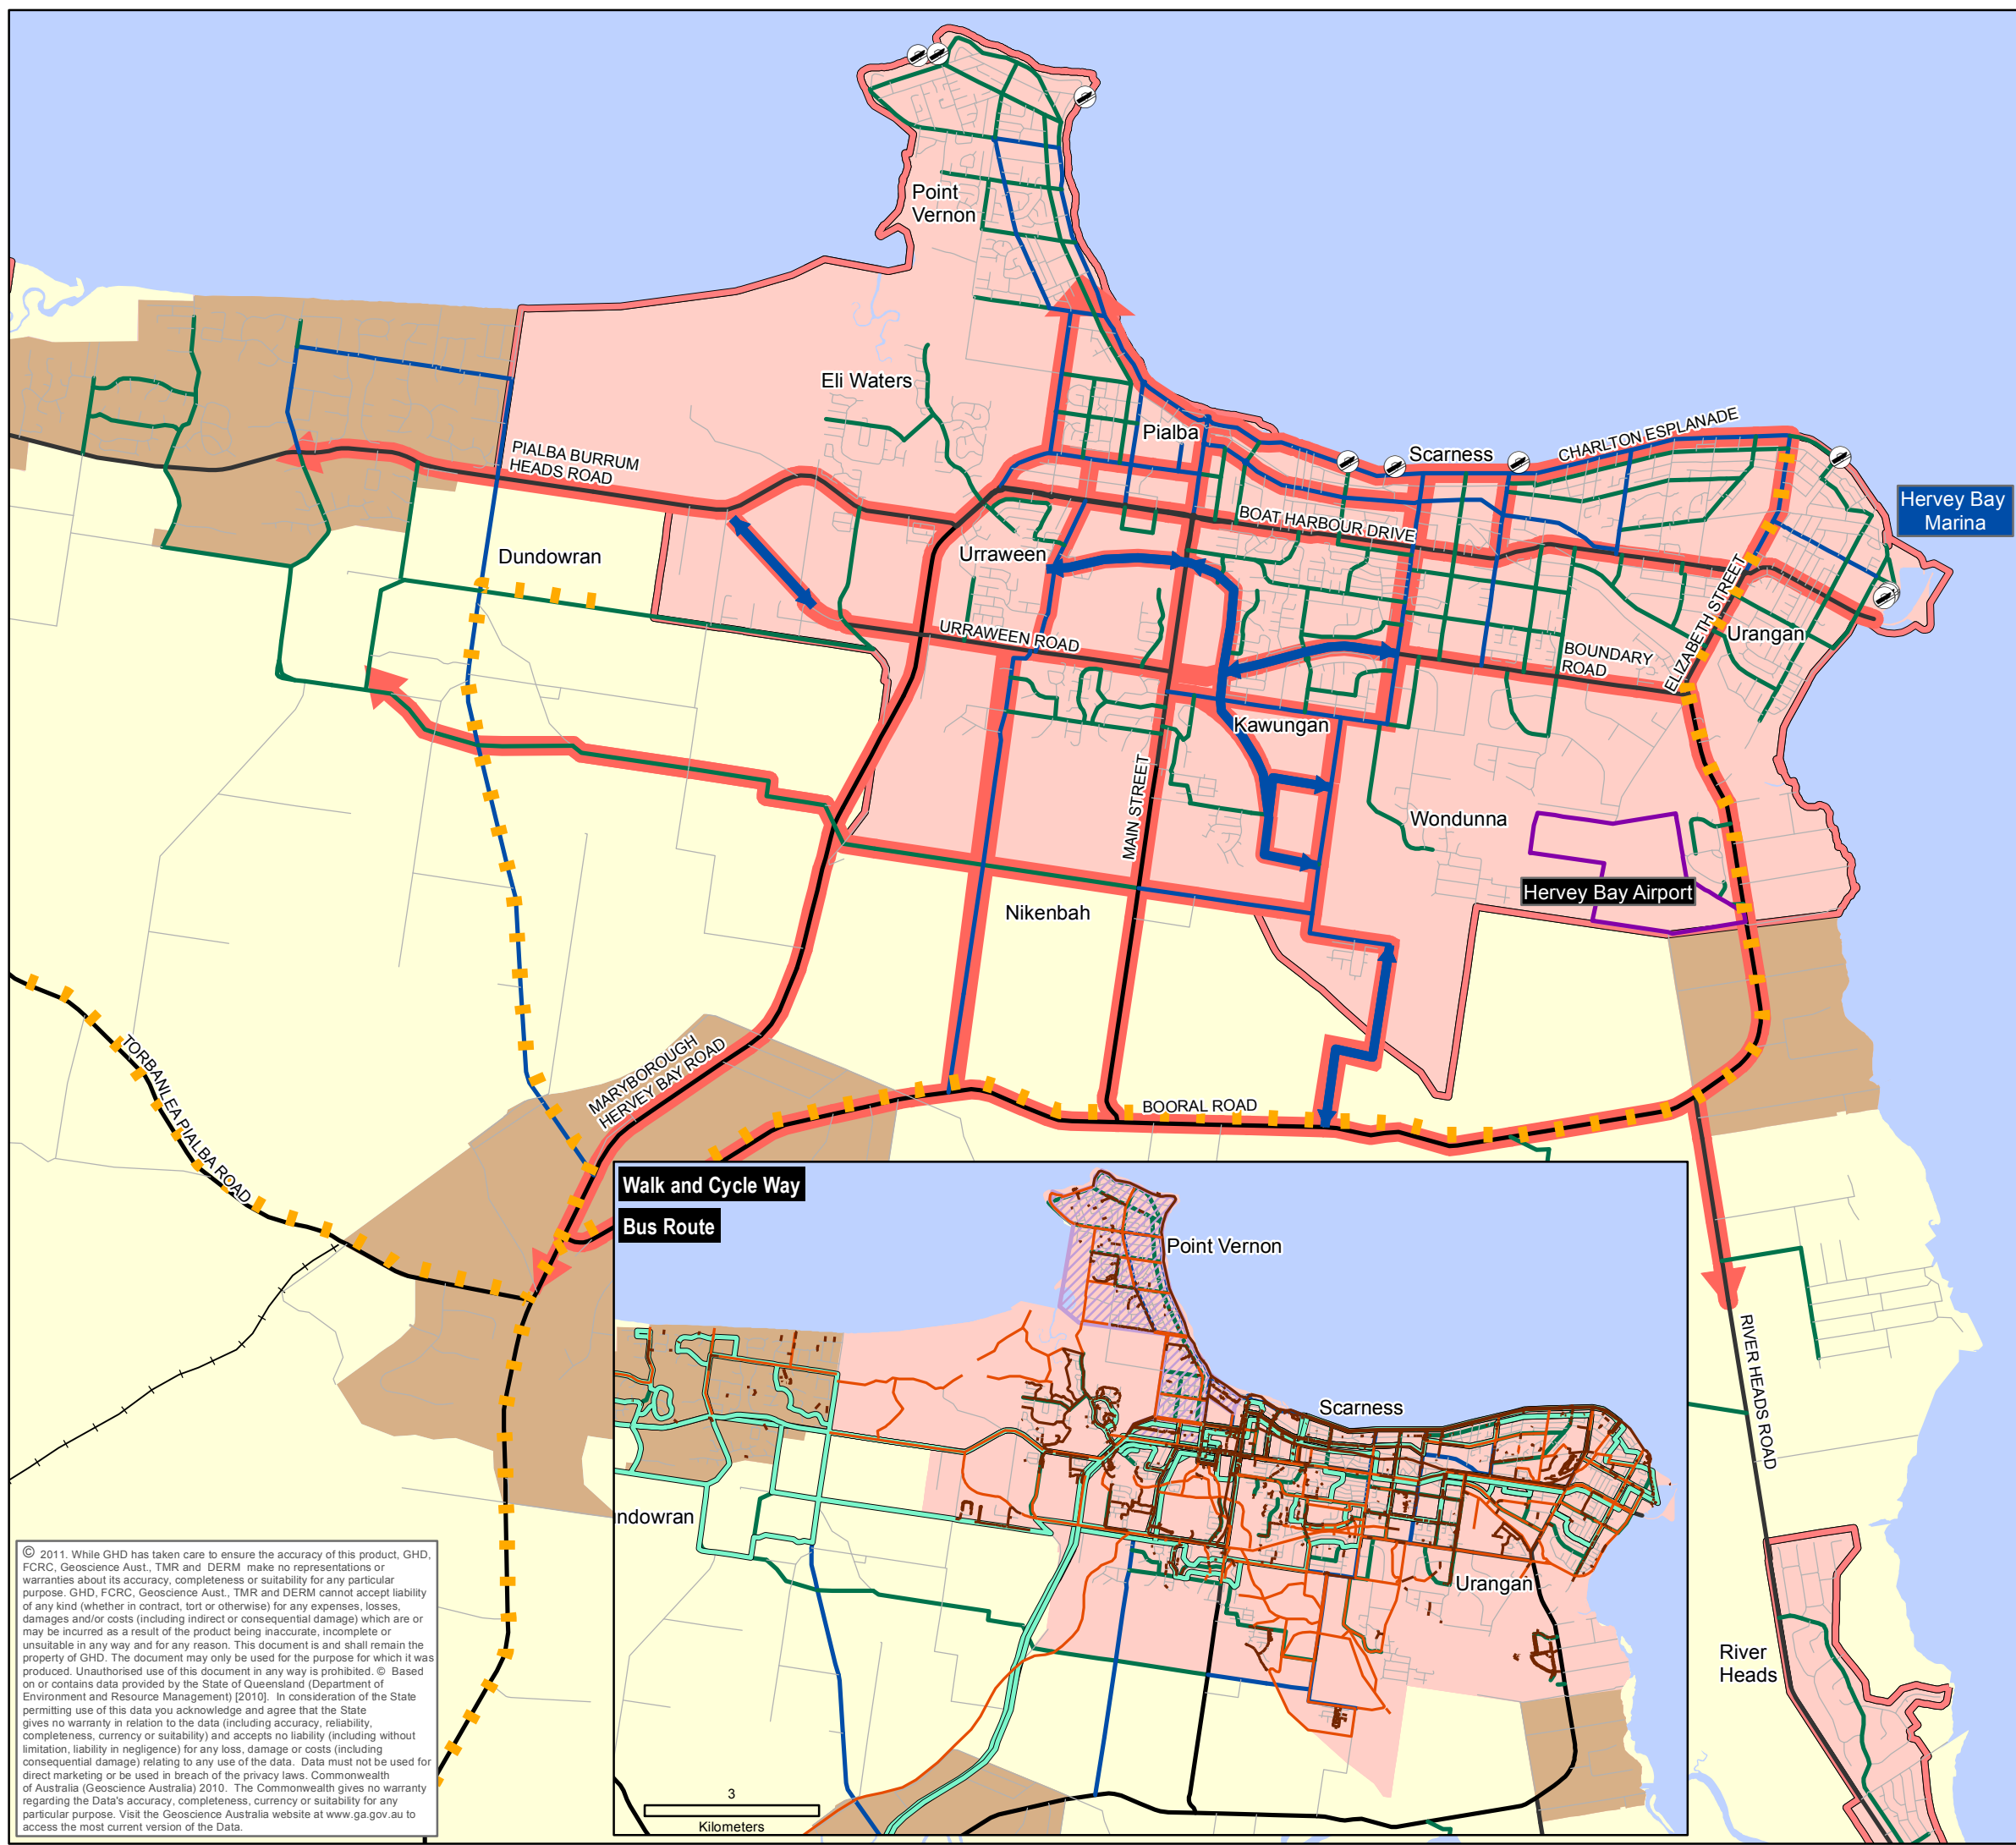 Point
Vernon
Eli Waters
PIALBA BURRUM
HEADS ROAD
Pialba
Scarness
CHARLTON ESPLANADE
Hervey Bay
Marina
BOAT HARBOUR DRIVE
Dundowran
Urraween
URRAWEEN ROAD
ELIZABETH STREET
Urangan
BOUNDARY
ROAD
Kawungan
MAIN STREET
Wondunna
Hervey Bay Airport
Nikenbah
TORBANLEA PIALBA ROAD
MARYBOROUGH
HERVEY BAY ROAD
BOORAL ROAD
Walk and Cycle Way
Bus Route
Point Vernon
Scarness
ndowran
Urangan
RIVER HEADS ROAD
River
Heads
3
Kilometers
© 2011. While GHD has taken care to ensure the accuracy of this product, GHD,
FCRC, Geoscience Aust., TMR and DERM make no representations or
warranties about its accuracy, completeness or suitability for any particular
purpose. GHD, FCRC, Geoscience Aust., TMR and DERM cannot accept liability
of any kind (whether in contract, tort or otherwise) for any expenses, losses,
damages and/or costs (including indirect or consequential damage) which are or
may be incurred as a result of the product being inaccurate, incomplete or
unsuitable in any way and for any reason. This document is and shall remain the
property of GHD. The document may only be used for the purpose for which it was
produced. Unauthorised use of this document in any way is prohibited. © Based
on or contains data provided by the State of Queensland (Department of
Environment and Resource Management) [2010]. In consideration of the State
permitting use of this data you acknowledge and agree that the State
gives no warranty in relation to the data (including accuracy, reliability,
completeness, currency or suitability) and accepts no liability (including without
limitation, liability in negligence) for any loss, damage or costs (including
consequential damage) relating to any use of the data. Data must not be used for
direct marketing or be used in breach of the privacy laws. Commonwealth
of Australia (Geoscience Australia) 2010. The Commonwealth gives no warranty
regarding the Data's accuracy, completeness, currency or suitability for any
particular purpose. Visit the Geoscience Australia website at www.ga.gov.au to
access the most current version of the Data.